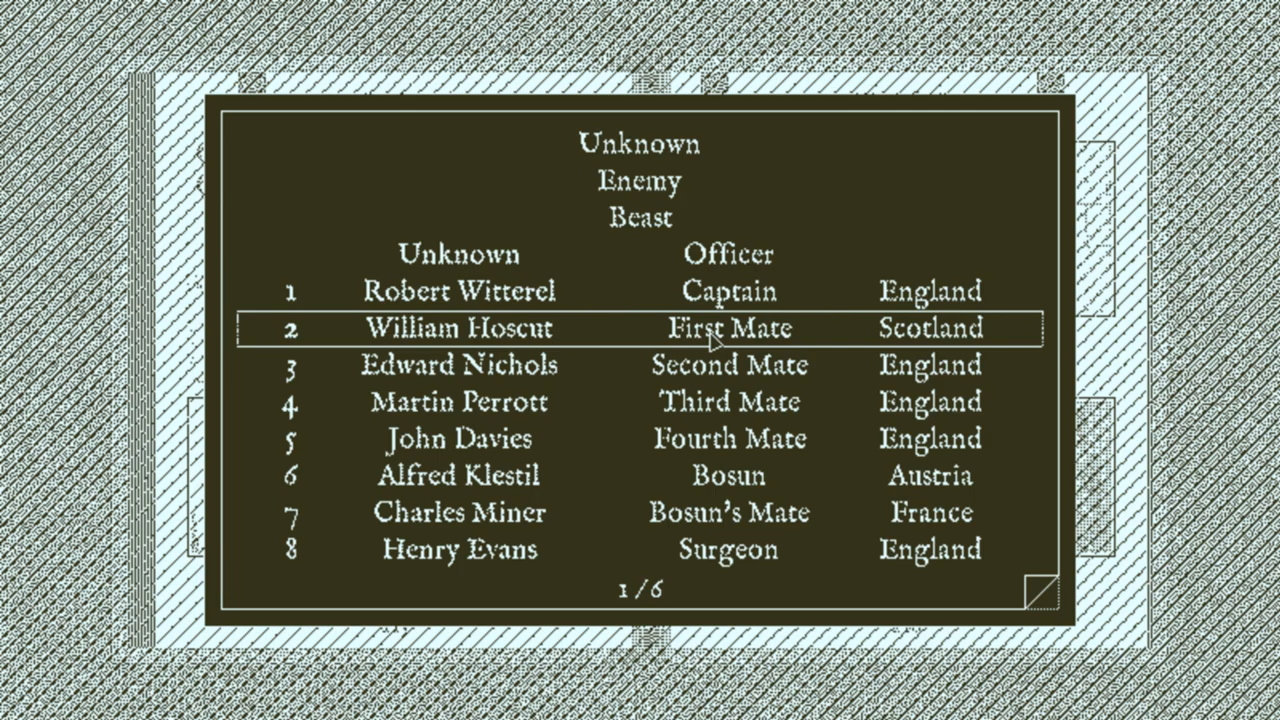 Unknown
Enemy
Beast
Unknown Officer
1 Robert Witterel Captain England
2 William Hoscut First Mate Scotland
3 Edward Nichols Second Mate England
4 Martin Perrott Third Mate England
5 John Davies Fourth Mate England
6 Alfred Klestil Bosun Austria
7 Charles Miner Bosun's Mate France
8 Henry Evans Surgeon England
1/6